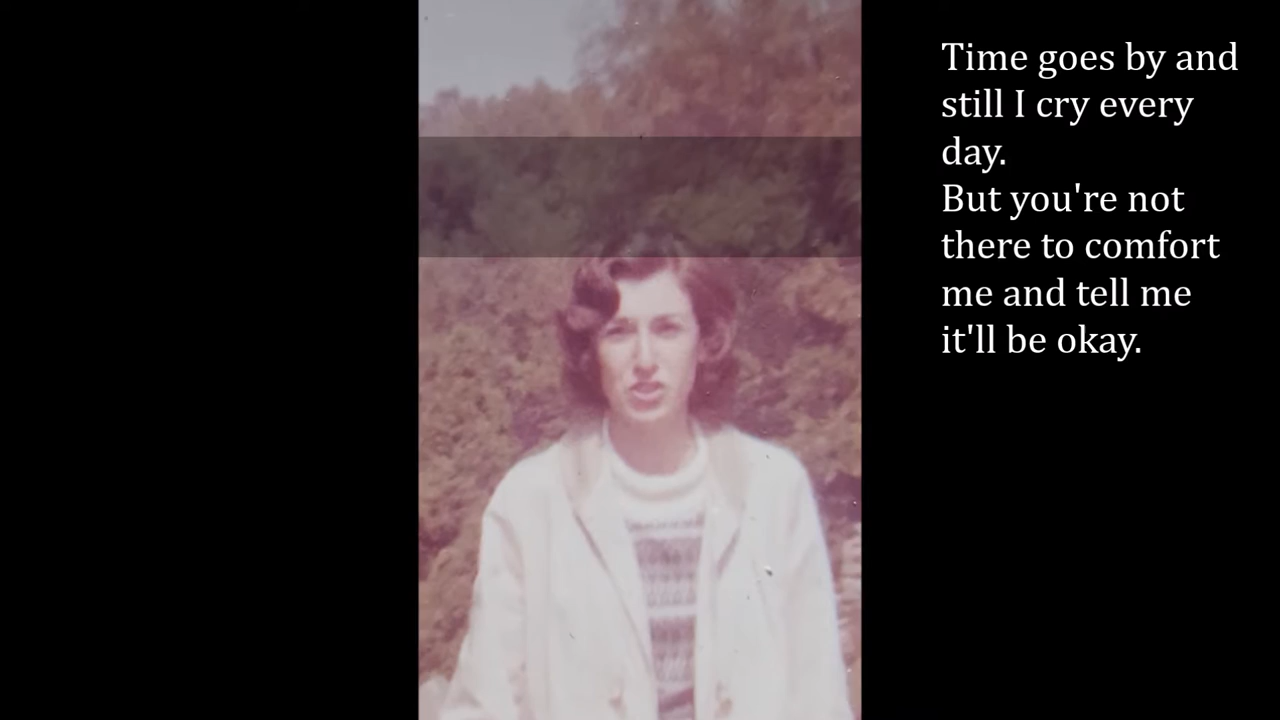 Time goes by and
still I cry every
day.
But you're not
there to comfort
me and tell me
it'll be okay.